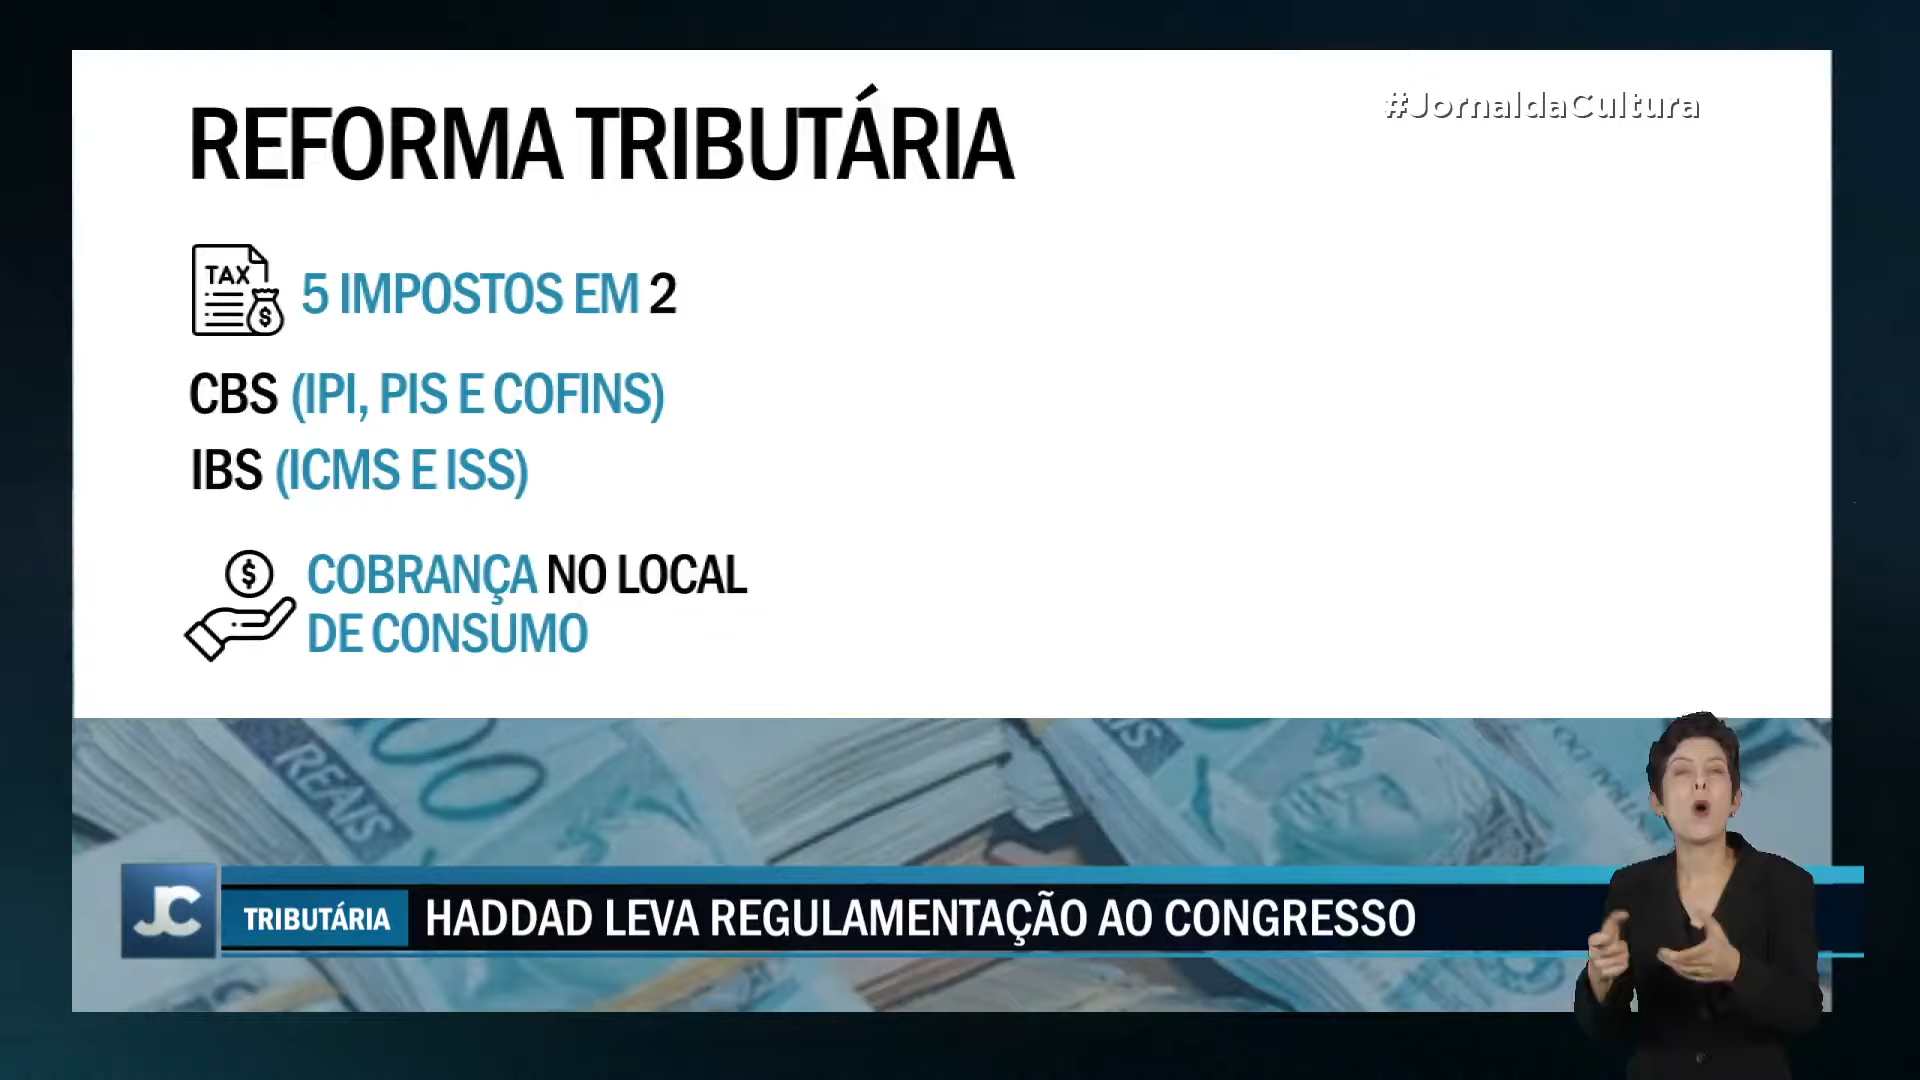 REFORMA TRIBUTÁRIA
#JornaldaCultura
TAX
5 IMPOSTOS EM 2
CBS (IPI, PIS E COFINS)
IBS (ICMS E ISS)
COBRANÇA NO LOCAL
DE CONSUMO
REAIS
JC
TRIBUTÁRIA
HADDAD LEVA REGULAMENTAÇÃO AO CONGRESSO